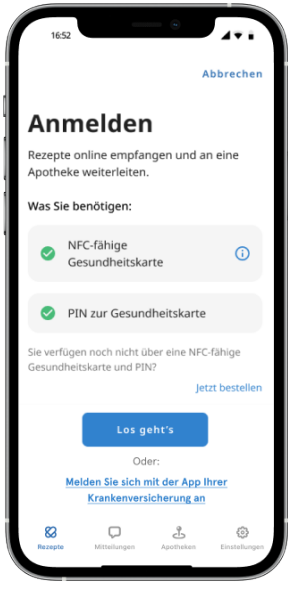 16:52
Abbrechen
Anmelden
Rezepte online empfangen und an eine
Apotheke weiterleiten.
Was Sie benötigen:
NFC-fähige
Gesundheitskarte
PIN zur Gesundheitskarte
Sie verfügen noch nicht über eine NFC-fähige
Gesundheitskarte und PIN?
Jetzt bestellen
Los geht's
Oder:
Melden Sie sich mit der App Ihrer
Krankenversicherung an
Rezepte Mitteilungen Apotheken Einstellungen